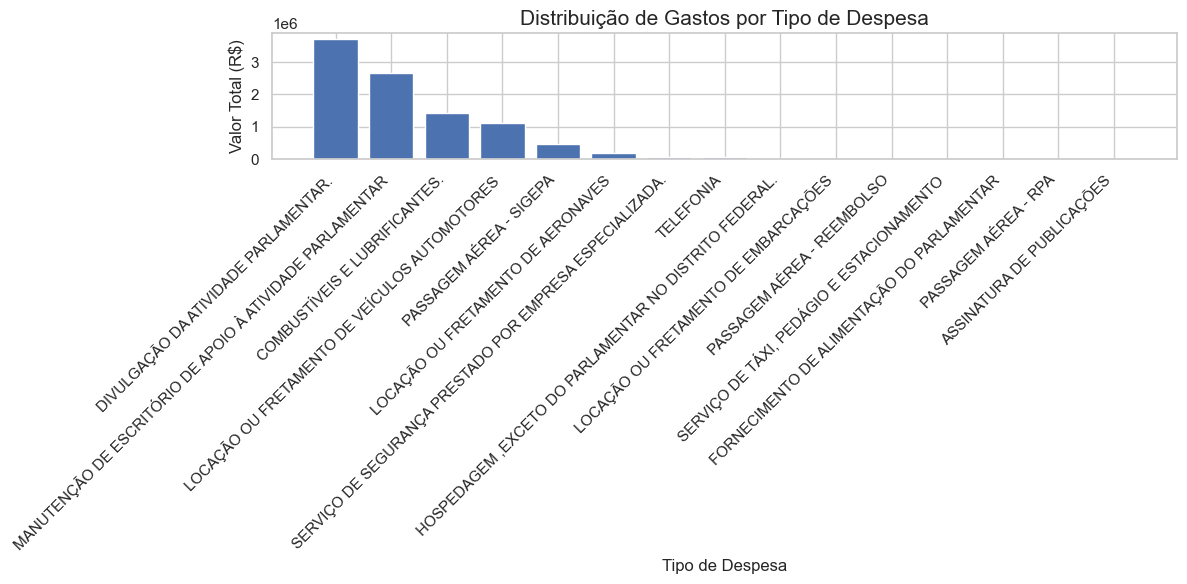 Distribuição de Gastos por Tipo de Despesa
1e6
Valor Total (R$)
3
2
1
0
DIVULGAÇÃO DA ATIVIDADE PARLAMENTAR.
MANUTENÇÃO DE ESCRITÓRIO DE APOIO À ATIVIDADE PARLAMENTAR
COMBUSTÍVEIS E LUBRIFICANTES.
LOCAÇÃO OU FRETAMENTO DE VEÍCULOS AUTOMOTORES
PASSAGEM AÉREA - SIGEPA
LOCAÇÃO OU FRETAMENTO DE AERONAVES
SERVIÇO DE SEGURANÇA PRESTADO POR EMPRESA ESPECIALIZADA.
TELEFONIA
HOSPEDAGEM ,EXCETO DO PARLAMENTAR NO DISTRITO FEDERAL.
LOCAÇÃO OU FRETAMENTO DE EMBARCAÇÕES
PASSAGEM AÉREA - REEMBOLSO
SERVIÇO DE TÁXI, PEDÁGIO E ESTACIONAMENTO
FORNECIMENTO DE ALIMENTAÇÃO DO PARLAMENTAR
PASSAGEM AÉREA - RPA
ASSINATURA DE PUBLICAÇÕES
Tipo de Despesa